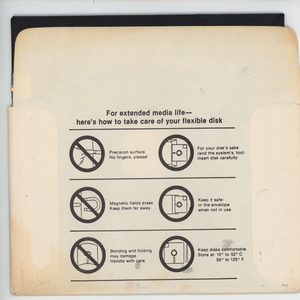 For extended media life—
here's how to take care of your flexible disk
Precision surface
No fingers, please!
For your disk's sake
(and the system's, too)
insert disk carefully
Magnetic fields erase
Keep them far away
Keep it safe-
in the envelope
when not in use.
Bending and folding
may damage.
Handle with care
Keep disks comfortable
Store at 10° to 52° C
50° to 125° F